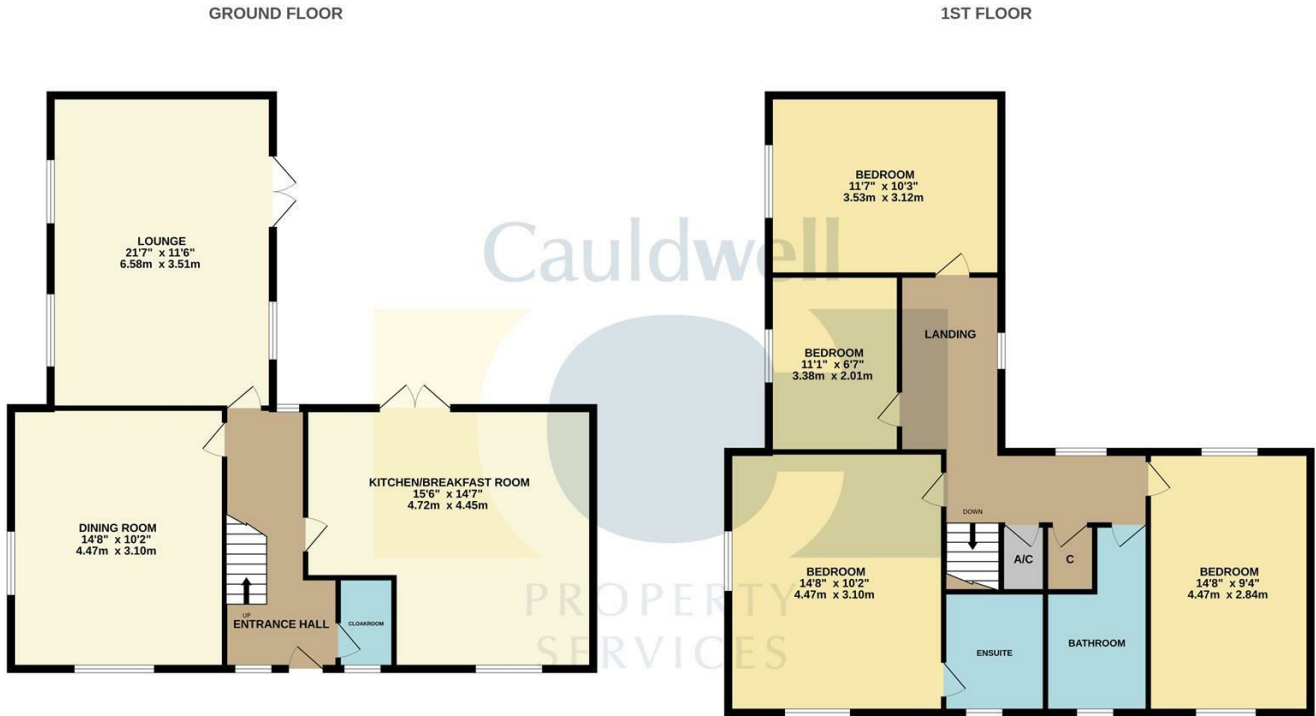 GROUND FLOOR
LOUNGE
21'7" x 11'6"
6.58m x 3.51m
DINING ROOM
14'8" x 10'2"
4.47m x 3.10m
KITCHEN/BREAKFAST ROOM
15'6" x 14'7"
4.72m x 4.45m
UP
ENTRANCE HALL
CLOAKROOM
1ST FLOOR
BEDROOM
11'7" x 10'3"
3.53m x 3.12m
LANDING
BEDROOM
11'1" x 6'7"
3.38m x 2.01m
DOWN
A/C
C
BEDROOM
14'8" x 10'2"
4.47m x 3.10m
BEDROOM
14'8" x 9'4"
4.47m x 2.84m
ENSUITE
BATHROOM
Cauldwell
PROPERTY
SERVICES